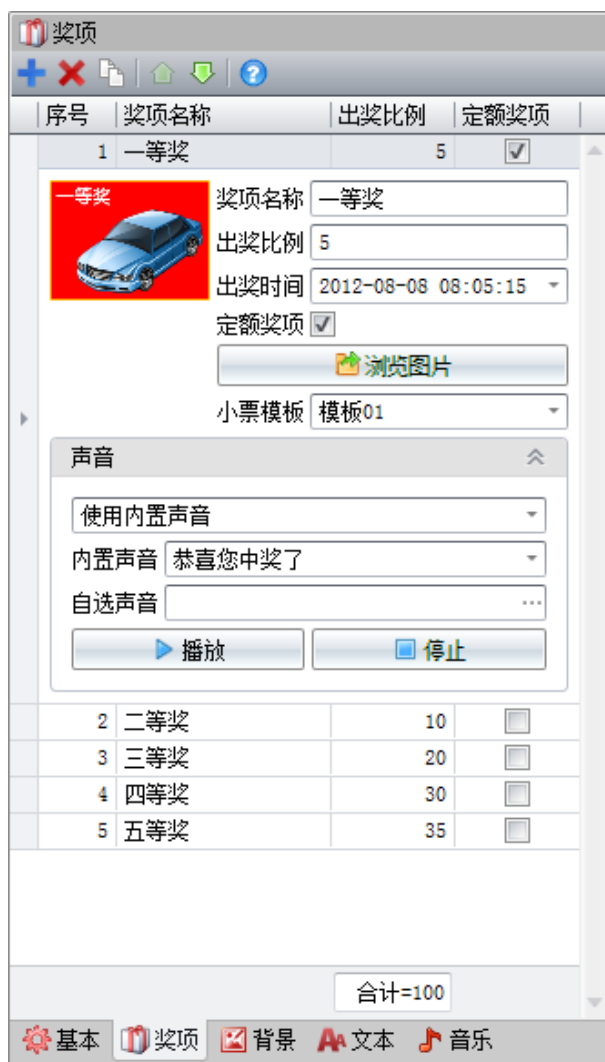 奖项
序号 奖项名称 出奖比例 定额奖项
1 一等奖 5
一等奖
奖项名称 一等奖
出奖比例 5
出奖时间 2012-08-08 08:05:15
定额奖项
浏览图片
小票模板 模板01
声音
使用内置声音
内置声音 恭喜您中奖了
自选声音 ...
播放 停止
2 二等奖 10
3 三等奖 20
4 四等奖 30
5 五等奖 35
合计=100
基本 奖项 背景 文本 音乐